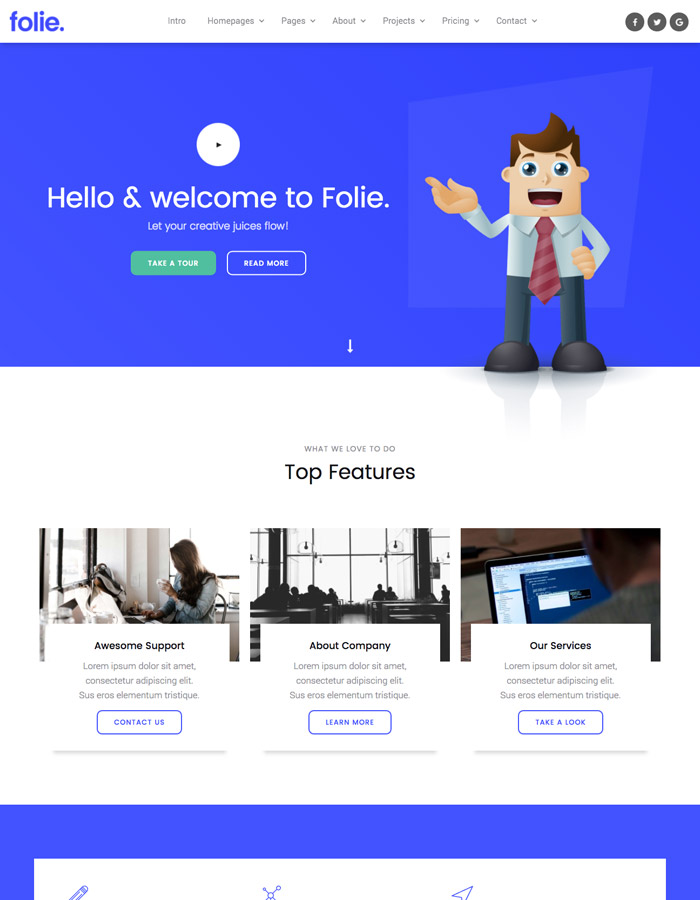 folie.
Intro Homepages Pages About Projects Pricing Contact
Hello & welcome to Folie.
Let your creative juices flow!
TAKE A TOUR READ MORE
WHAT WE LOVE TO DO
Top Features
Awesome Support
Lorem ipsum dolor sit amet,
consectetur adipiscing elit.
Sus eros elementum tristique.
CONTACT US
About Company
Lorem ipsum dolor sit amet,
consectetur adipiscing elit.
Sus eros elementum tristique.
LEARN MORE
Our Services
Lorem ipsum dolor sit amet,
consectetur adipiscing elit.
Sus eros elementum tristique.
TAKE A LOOK